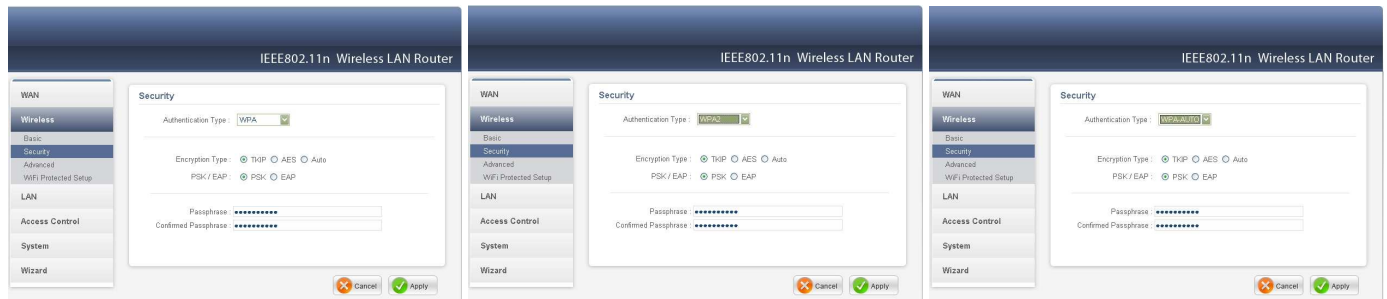 IEEE802.11n Wireless LAN Router
WAN
Security
Wireless
Authentication Type : WPA
Basic
Security
Advanced
WiFi Protected Setup
Encryption Type : TKIP AES Auto
PSK / EAP : PSK EAP
LAN
Access Control
Passphrase :
Confirmed Passphrase :
System
Wizard
Cancel Apply
IEEE802.11n Wireless LAN Router
WAN
Security
Wireless
Authentication Type : WPA2
Basic
Security
Advanced
WiFi Protected Setup
Encryption Type : TKIP AES Auto
PSK / EAP : PSK EAP
LAN
Access Control
Passphrase :
Confirmed Passphrase :
System
Wizard
Cancel Apply
IEEE802.11n Wireless LAN Router
WAN
Security
Wireless
Authentication Type : WPA-AUTO
Basic
Security
Advanced
WiFi Protected Setup
Encryption Type : TKIP AES Auto
PSK / EAP : PSK EAP
LAN
Access Control
Passphrase :
Confirmed Passphrase :
System
Wizard
Cancel Apply